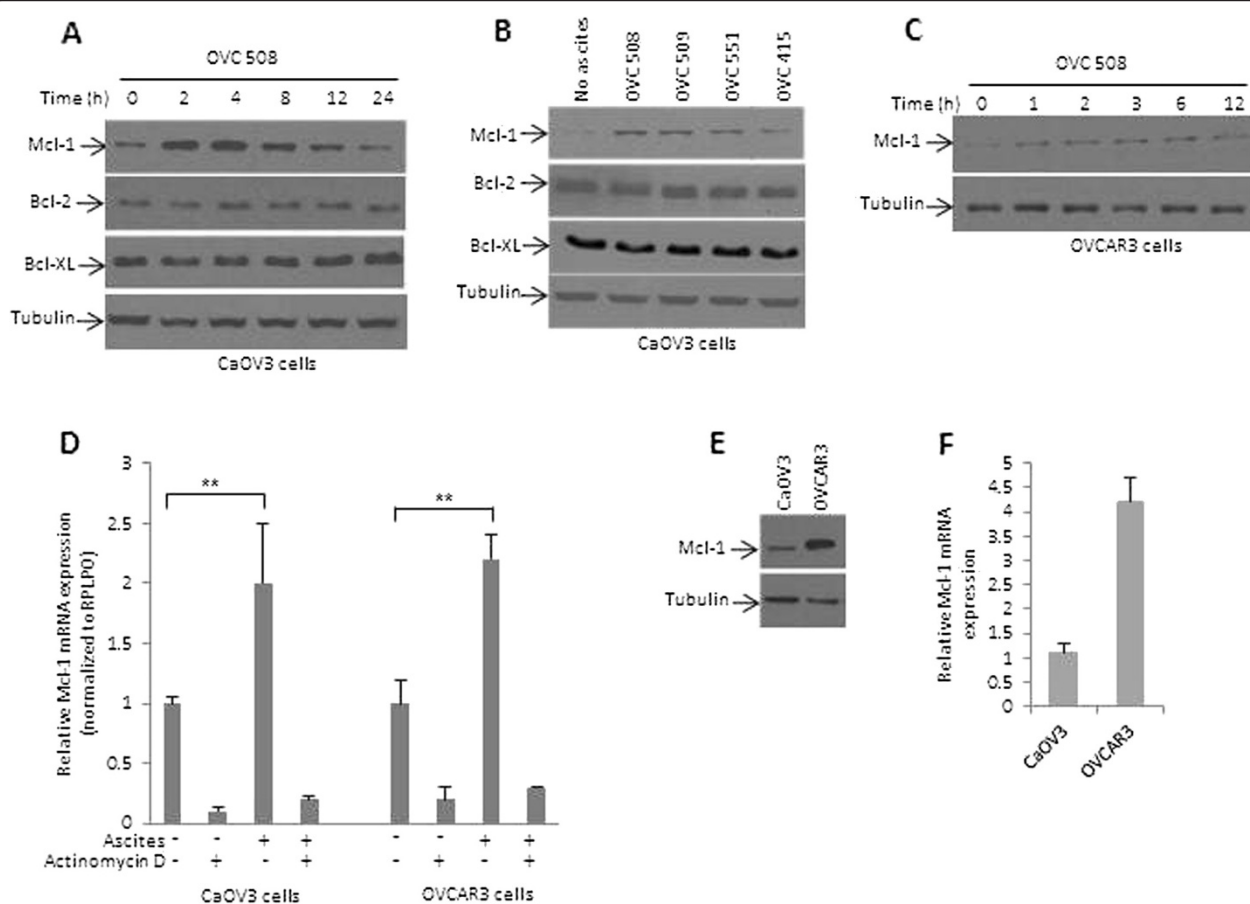 A
OVC 508
Time (h) 0 2 4 8 12 24
Mcl-1
Bcl-2
Bcl-XL
Tubulin
CaOV3 cells
B
No ascites
OVC 508
OVC 509
OVC 551
OVC 415
Mcl-1
Bcl-2
Bcl-XL
Tubulin
CaOV3 cells
C
OVC 508
Time (h) 0 1 2 3 6 12
Mcl-1
Tubulin
OVCAR3 cells
D
Relative Mcl-1 mRNA expression
(normalized to RPLPO)
3
2.5
2
1.5
1
0.5
0
**
**
Ascites - - + + - - + +
Actinomycin D - + - + - + - +
CaOV3 cells
OVCAR3 cells
E
CaOV3
OVCAR3
Mcl-1
Tubulin
F
Relative Mcl-1 mRNA
expression
5
4.5
4
3.5
3
2.5
2
1.5
1
0.5
0
CaOV3
OVCAR3